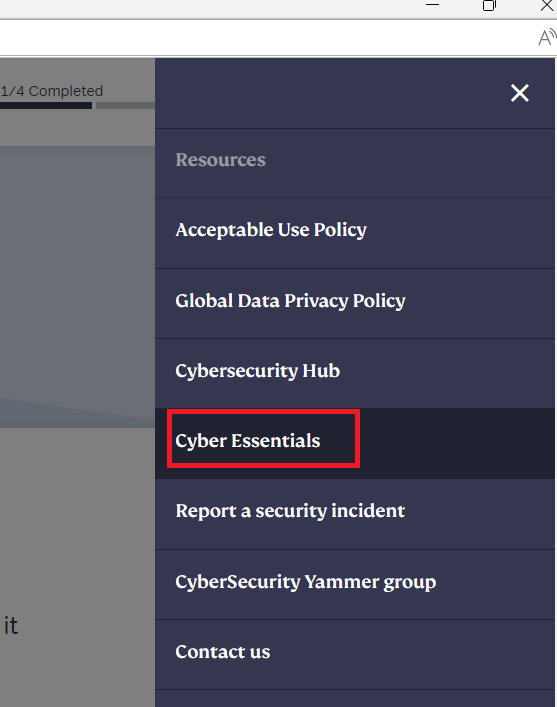 1/4 Completed
Resources
Acceptable Use Policy
Global Data Privacy Policy
Cybersecurity Hub
Cyber Essentials
Report a security incident
CyberSecurity Yammer group
it
Contact us